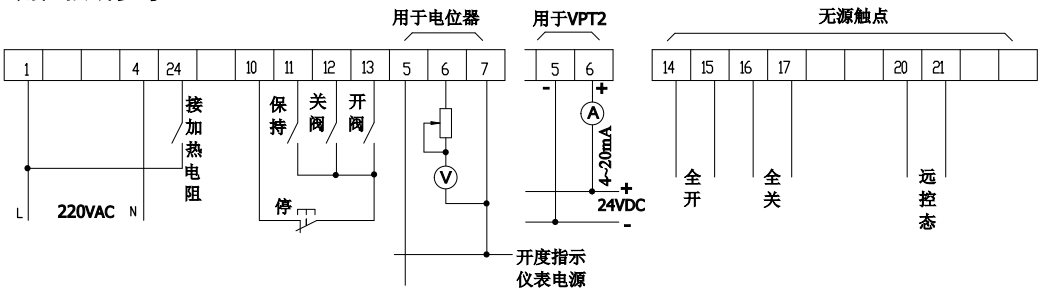 用于电位器
用于VPT2
无源触点
1 4 24 10 11 12 13 5 6 7 5 6 14 15 16 17 20 21
接加热电阻
保持
关阀
开阀
- +
A
4~20mA
V
全开
全关
远控态
L 220VAC N
停
+
24VDC
-
开度指示
仪表电源